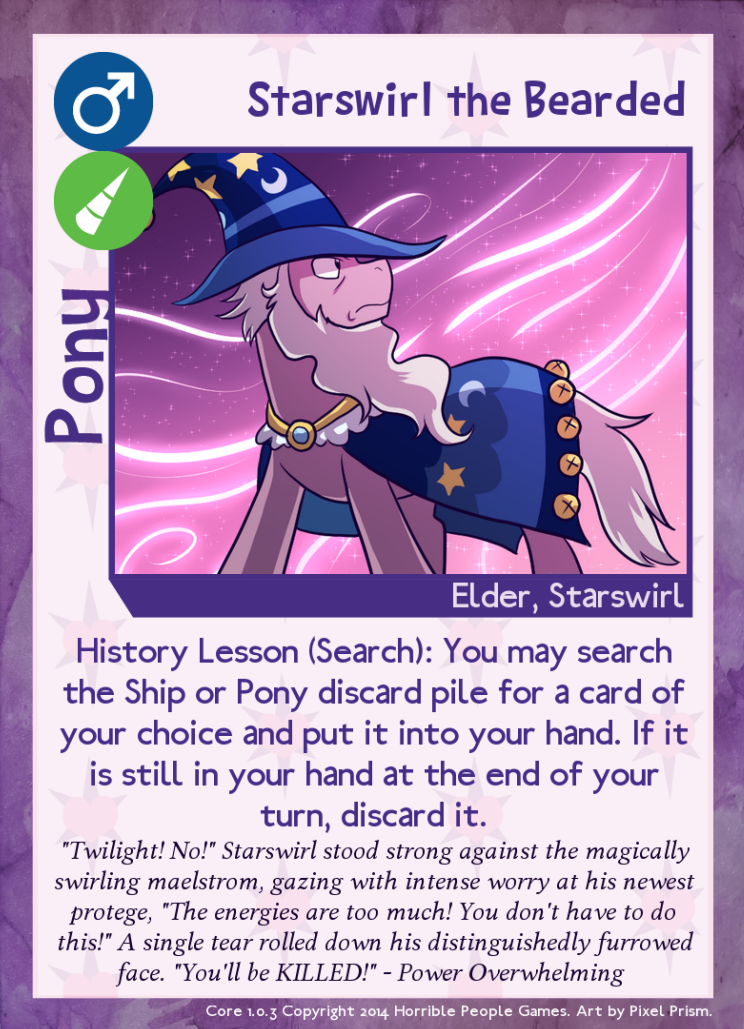 Starswirl the Bearded
Pony
Elder, Starswirl
History Lesson (Search): You may search
the Ship or Pony discard pile for a card of
your choice and put it into your hand. If it
is still in your hand at the end of your
turn, discard it.
"Twilight! No!" Starswirl stood strong against the magically
swirling maelstrom, gazing with intense worry at his newest
protege, "The energies are too much! You don't have to do
this!" A single tear rolled down his distinguishedly furrowed
face. "You'll be KILLED!" - Power Overwhelming
Core 1.0.3 Copyright 2014 Horrible People Games. Art by Pixel Prism.